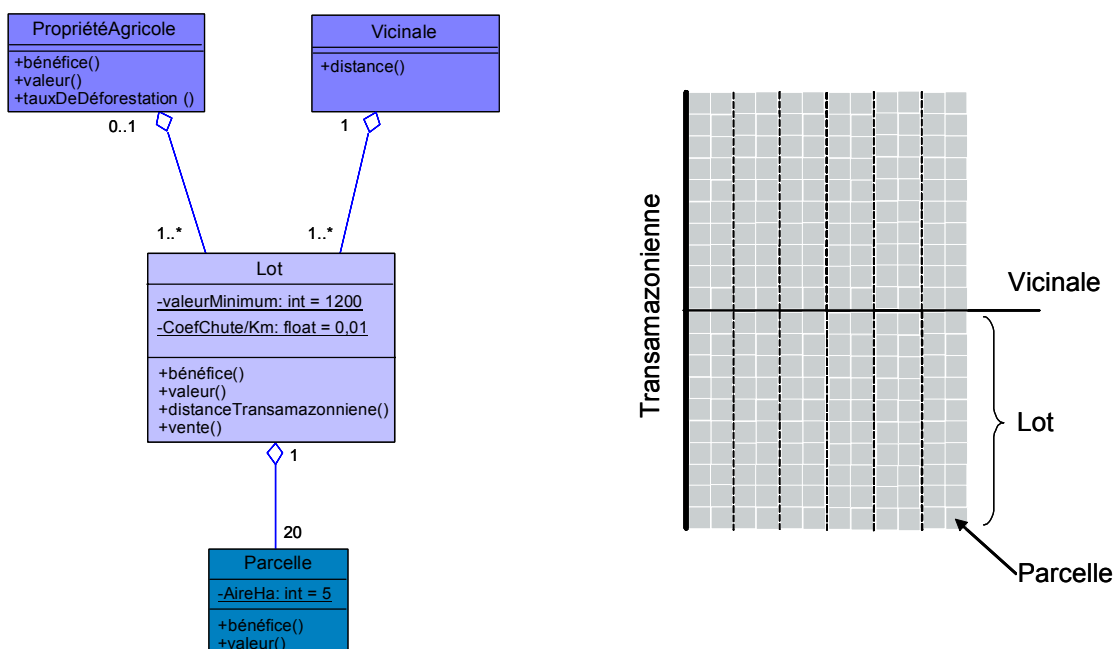 PropriétéAgricole
+bénéfice()
+valeur()
+tauxDeDéforestation ()
0..1
1..*
Vicinale
+distance()
1
1..*
Lot
-valeurMinimum: int = 1200
-CoefChute/Km: float = 0,01
+bénéfice()
+valeur()
+distanceTransamazonniene()
+vente()
1
20
Parcelle
-AireHa: int = 5
+bénéfice()
+valeur()
Transamazonienne
Vicinale
Lot
Parcelle